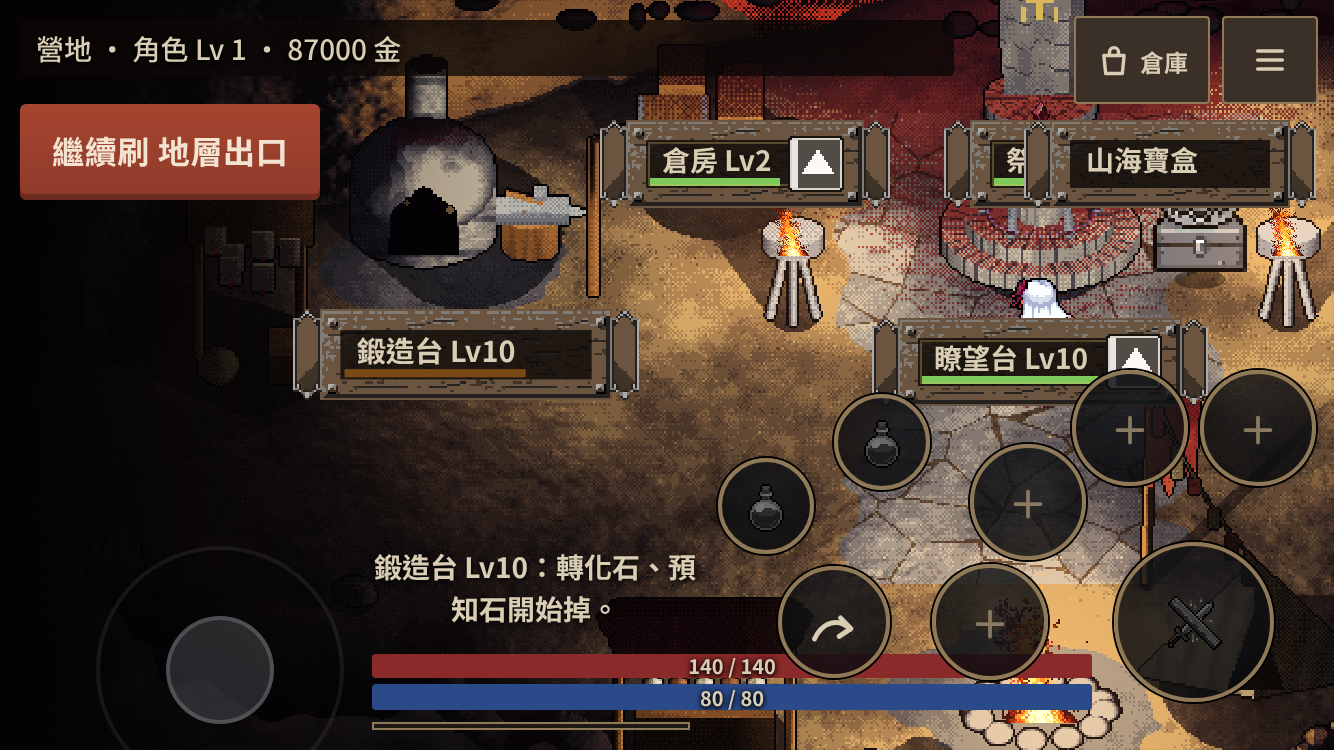 營地 · 角色 Lv 1 · 87000 金
倉庫
繼續刷 地層出口
倉房 Lv2
祭
山海寶盒
鍛造台 Lv10
瞭望台 Lv10
鍛造台 Lv10：轉化石、預
知石開始掉。
140 / 140
80 / 80